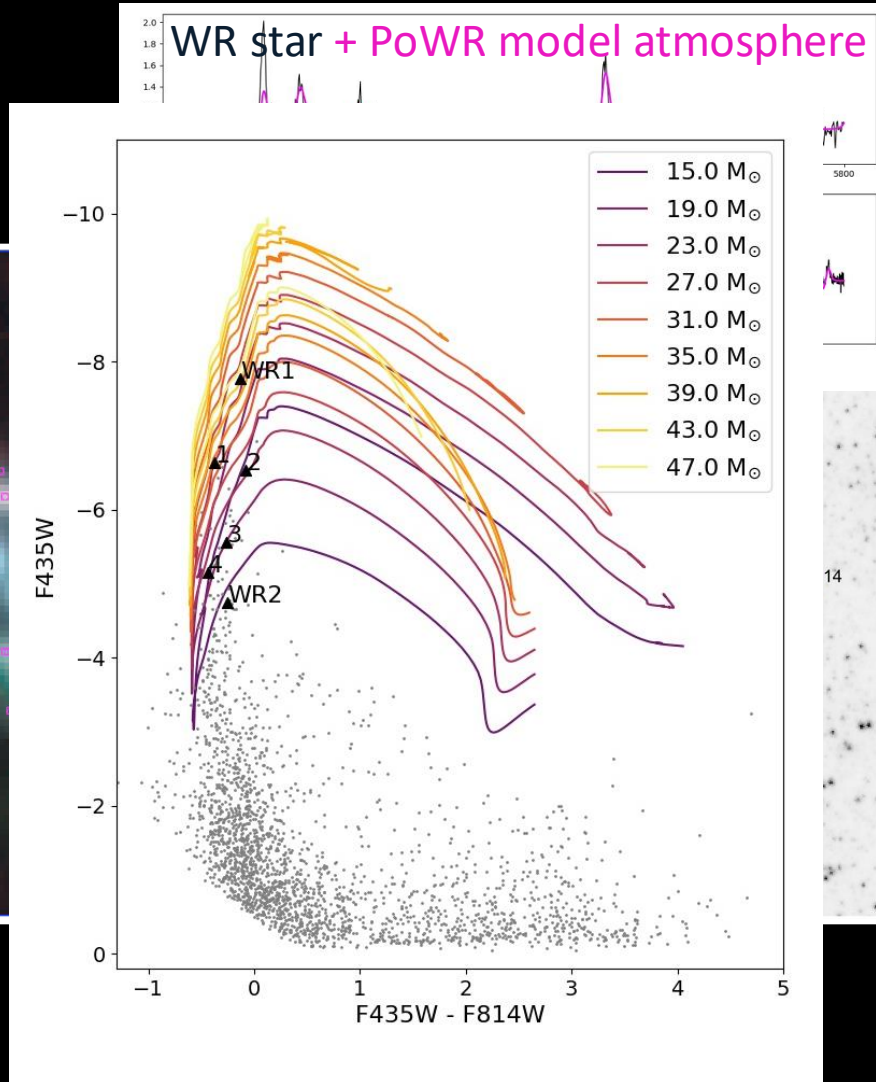 WR star + PoWR model atmosphere
2.0
1.8
1.6
1.4
5800
14
15.0 M☉
19.0 M☉
23.0 M☉
27.0 M☉
31.0 M☉
35.0 M☉
39.0 M☉
43.0 M☉
47.0 M☉
−10
−8
−6
−4
−2
0
F435W
WR1
1
2
3
4
WR2
−1
0
1
2
3
4
5
F435W - F814W